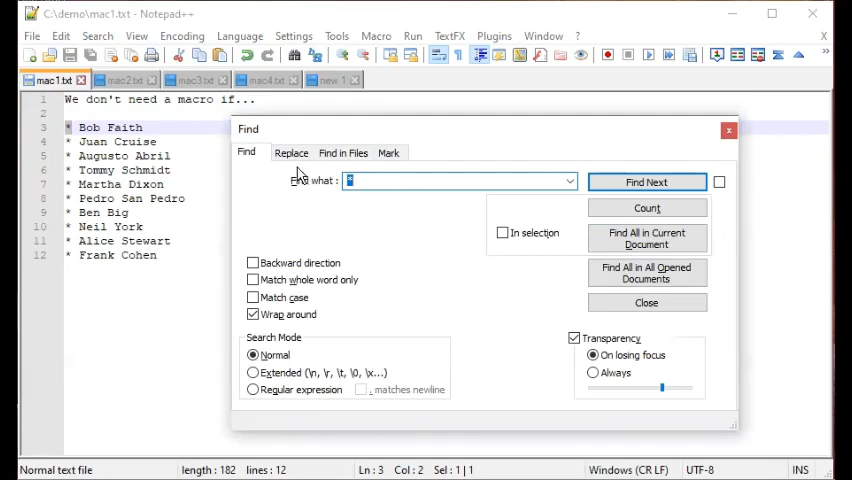 C:\demo\mac1.txt - Notepad++
File Edit Search View Encoding Language Settings Tools Macro Run TextFX Plugins Window ? X
mac1.txt mac2.txt mac3.txt mac4.txt new 1
1 We don't need a macro if...
2
3 * Bob Faith
4 * Juan Cruise
5 * Augusto Abril
6 * Tommy Schmidt
7 * Martha Dixon
8 * Pedro San Pedro
9 * Ben Big
10 * Neil York
11 * Alice Stewart
12 * Frank Cohen
Find
Find Replace Find in Files Mark
Find what : *
Find Next
Count
In selection
Find All in Current
Document
Find All in All Opened
Documents
Close
Backward direction
Match whole word only
Match case
Wrap around
Search Mode
Normal
Extended (\n, \r, \t, \0, \x...)
Regular expression . matches newline
Transparency
On losing focus
Always
Normal text file length : 182 lines : 12 Ln : 3 Col : 2 Sel : 1 | 1 Windows (CR LF) UTF-8 INS